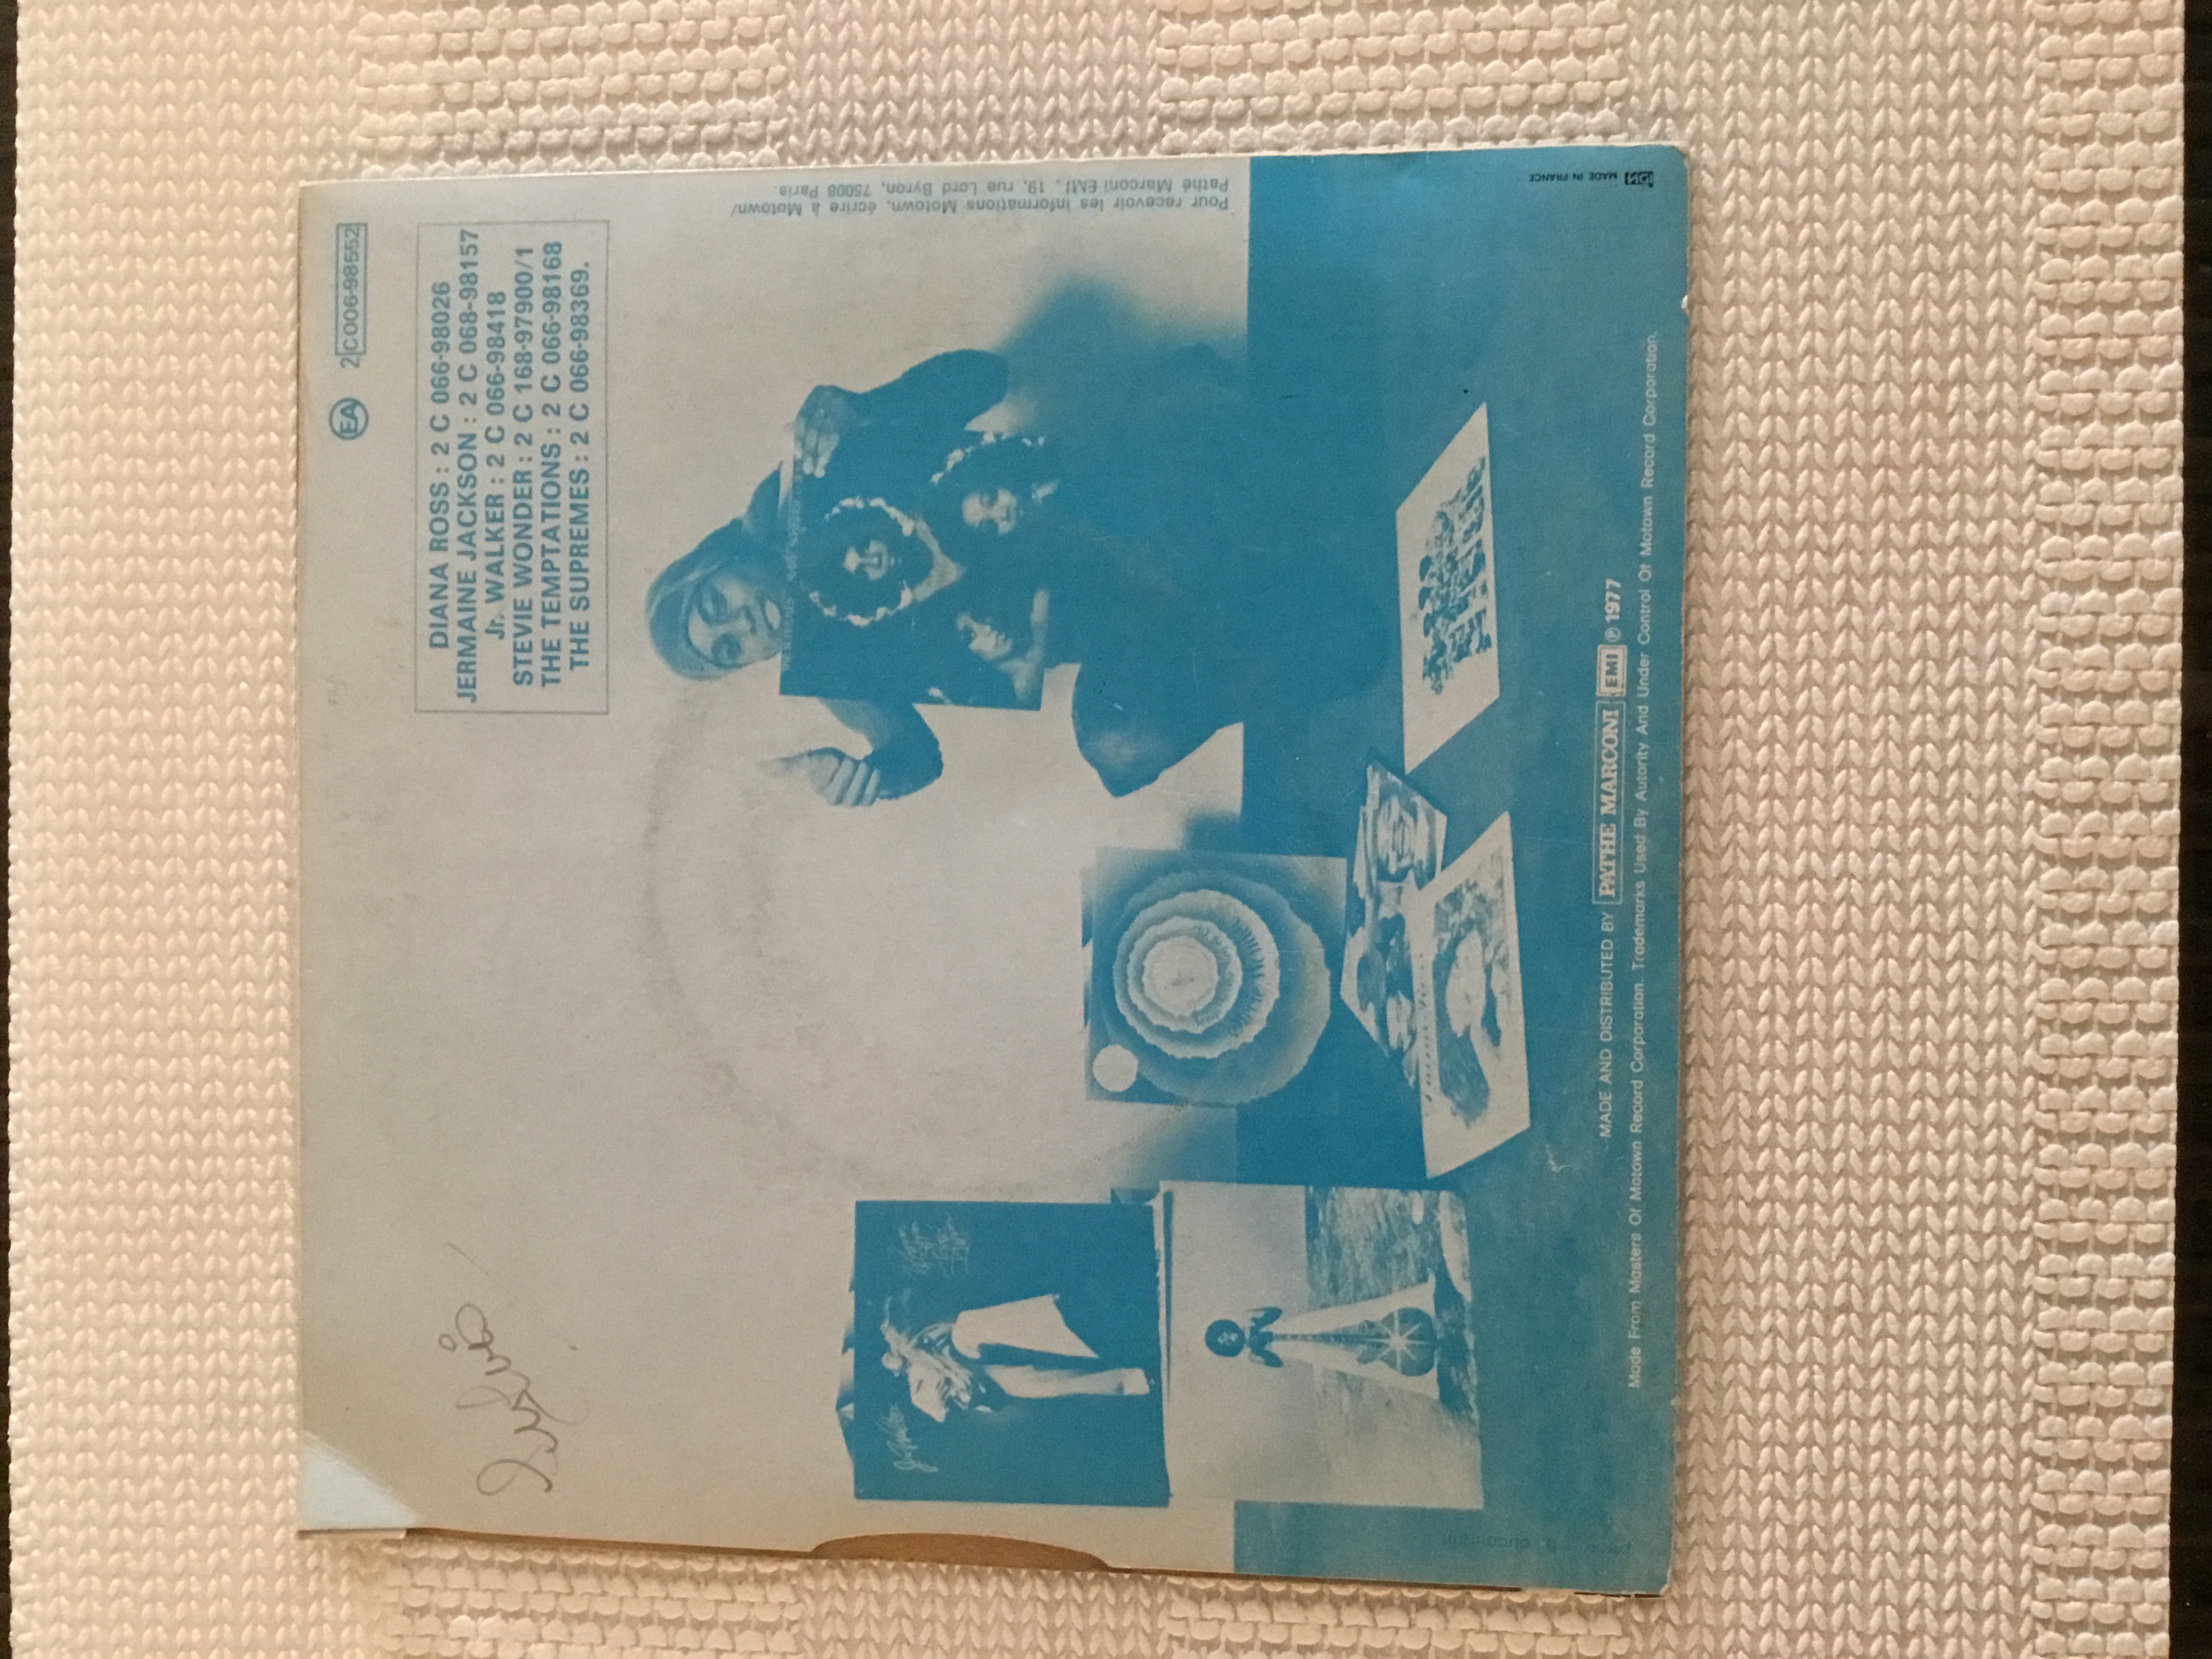 EA 2C006-98552
DIANA ROSS : 2 C 066-98026
JERMAINE JACKSON : 2 C 068-98157
Jr. WALKER : 2 C 066-98418
STEVIE WONDER : 2 C 168-97900/1
THE TEMPTATIONS : 2 C 066-98168
THE SUPREMES : 2 C 066-98369.
Pour recevoir les informations Motown, écrire à Motown/
Pathé Marconi EMI, 19, rue Lord Byron, 75008 Paris.
MADE AND DISTRIBUTED BY PATHE MARCONI EMI ℗ 1977
Made From Masters Of Motown Record Corporation. Trademarks Used By Autority And Under Control Of Motown Record Corporation.
MADE IN FRANCE